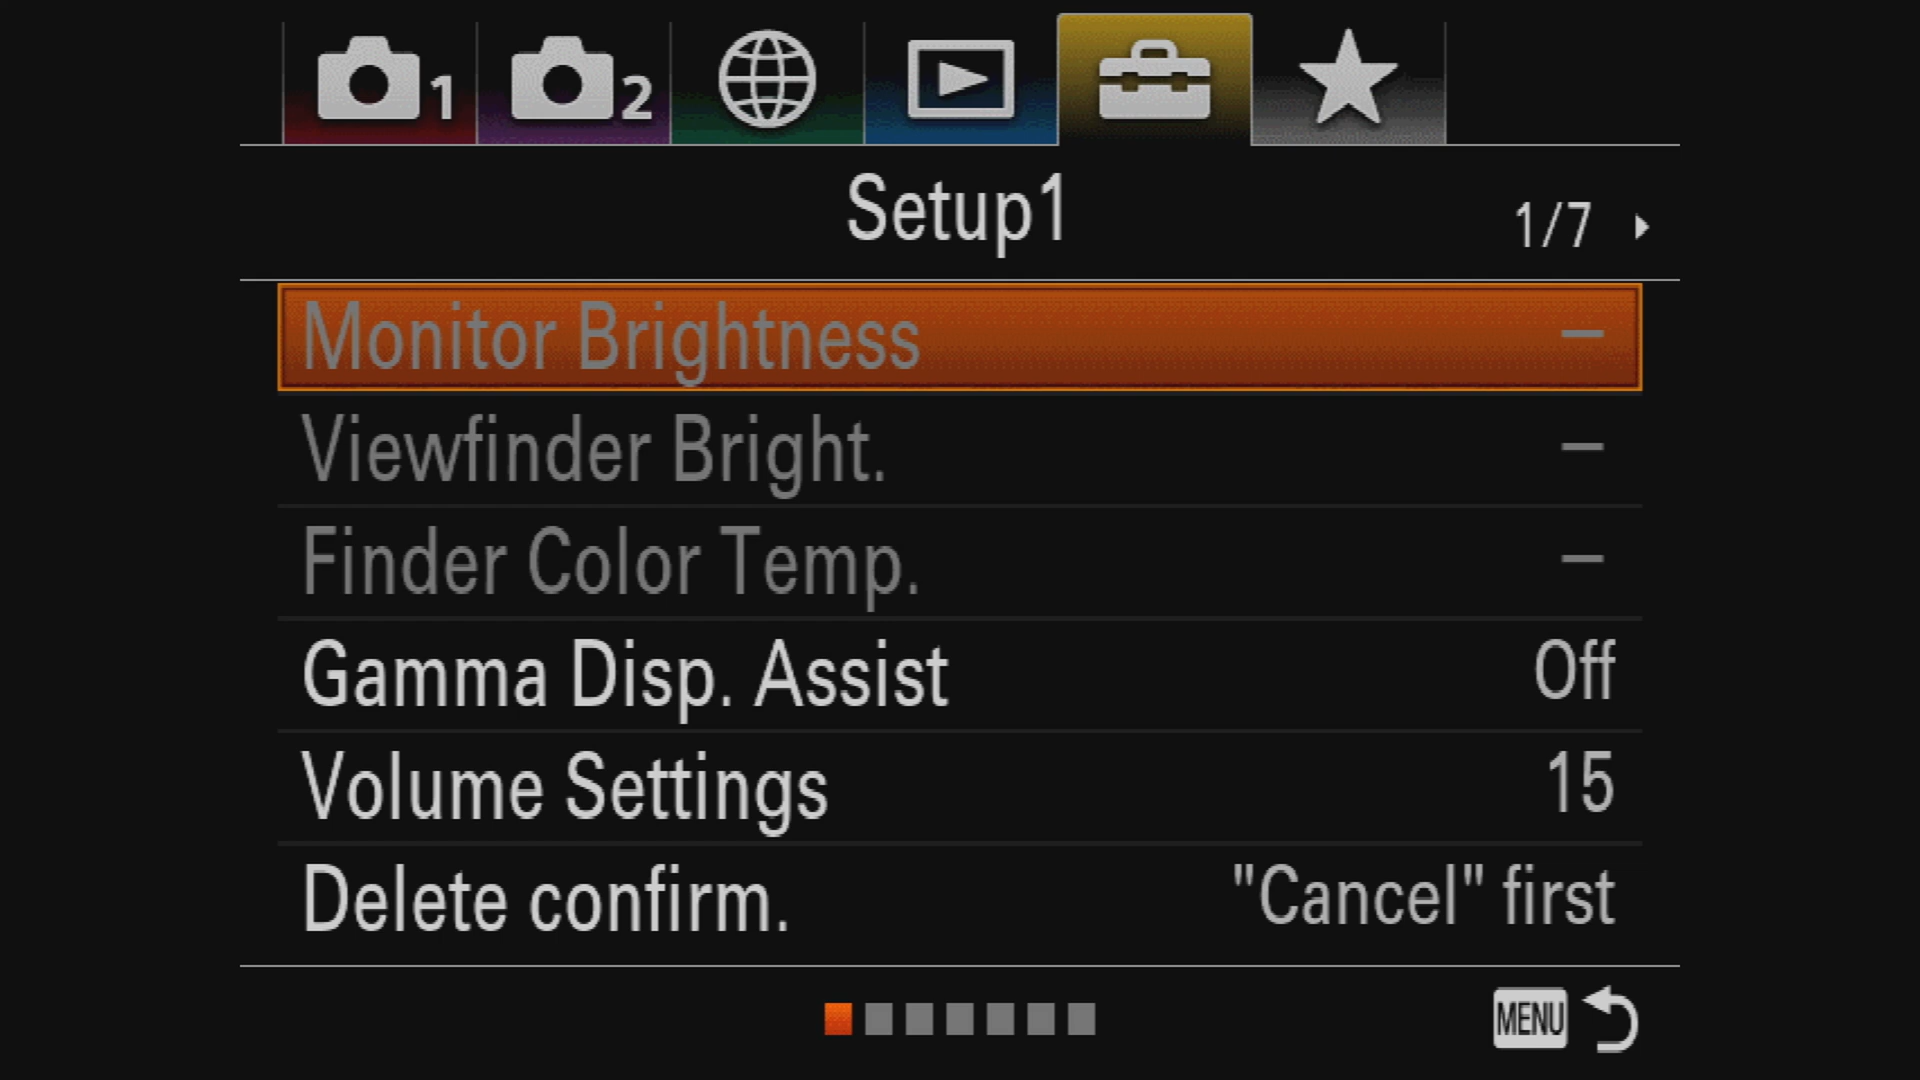 1 2
Setup1
1/7
Monitor Brightness –
Viewfinder Bright. –
Finder Color Temp. –
Gamma Disp. Assist Off
Volume Settings 15
Delete confirm. "Cancel" first
MENU